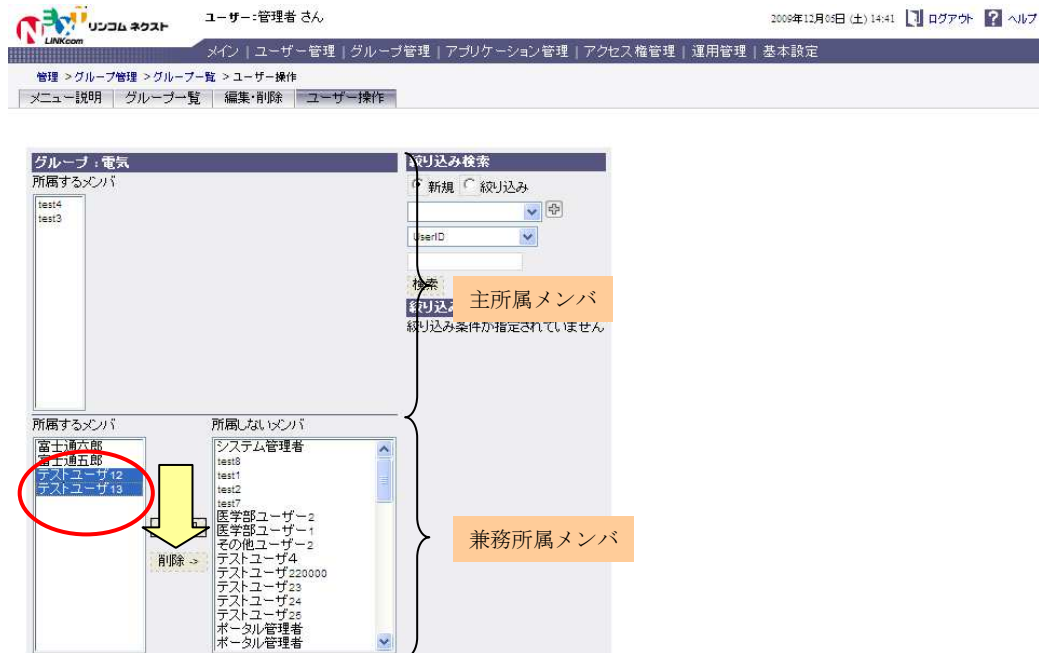 リンコム ネクスト
LINKcom
ユーザー:管理者 さん
2009年12月05日 (土) 14:41 ログアウト ヘルプ
メイン | ユーザー管理 | グループ管理 | アプリケーション管理 | アクセス権管理 | 運用管理 | 基本設定
管理 >グループ管理 >グループ一覧 >ユーザー操作
メニュー説明 グループ一覧 編集・削除 ユーザー操作
グループ:電気
所属するメンバ
test4
test3
絞り込み検索
新規 絞り込み
UserID
検索
絞り込
絞り込み条件が指定されていません
主所属メンバ
所属するメンバ
富士通六郎
富士通五郎
テストユーザ12
テストユーザ13
削除 ->
所属しないメンバ
システム管理者
test8
test1
test2
test7
医学部ユーザー2
医学部ユーザー1
その他ユーザー2
テストユーザ4
テストユーザ220000
テストユーザ23
テストユーザ24
テストユーザ25
ポータル管理者
ポータル管理者
兼務所属メンバ